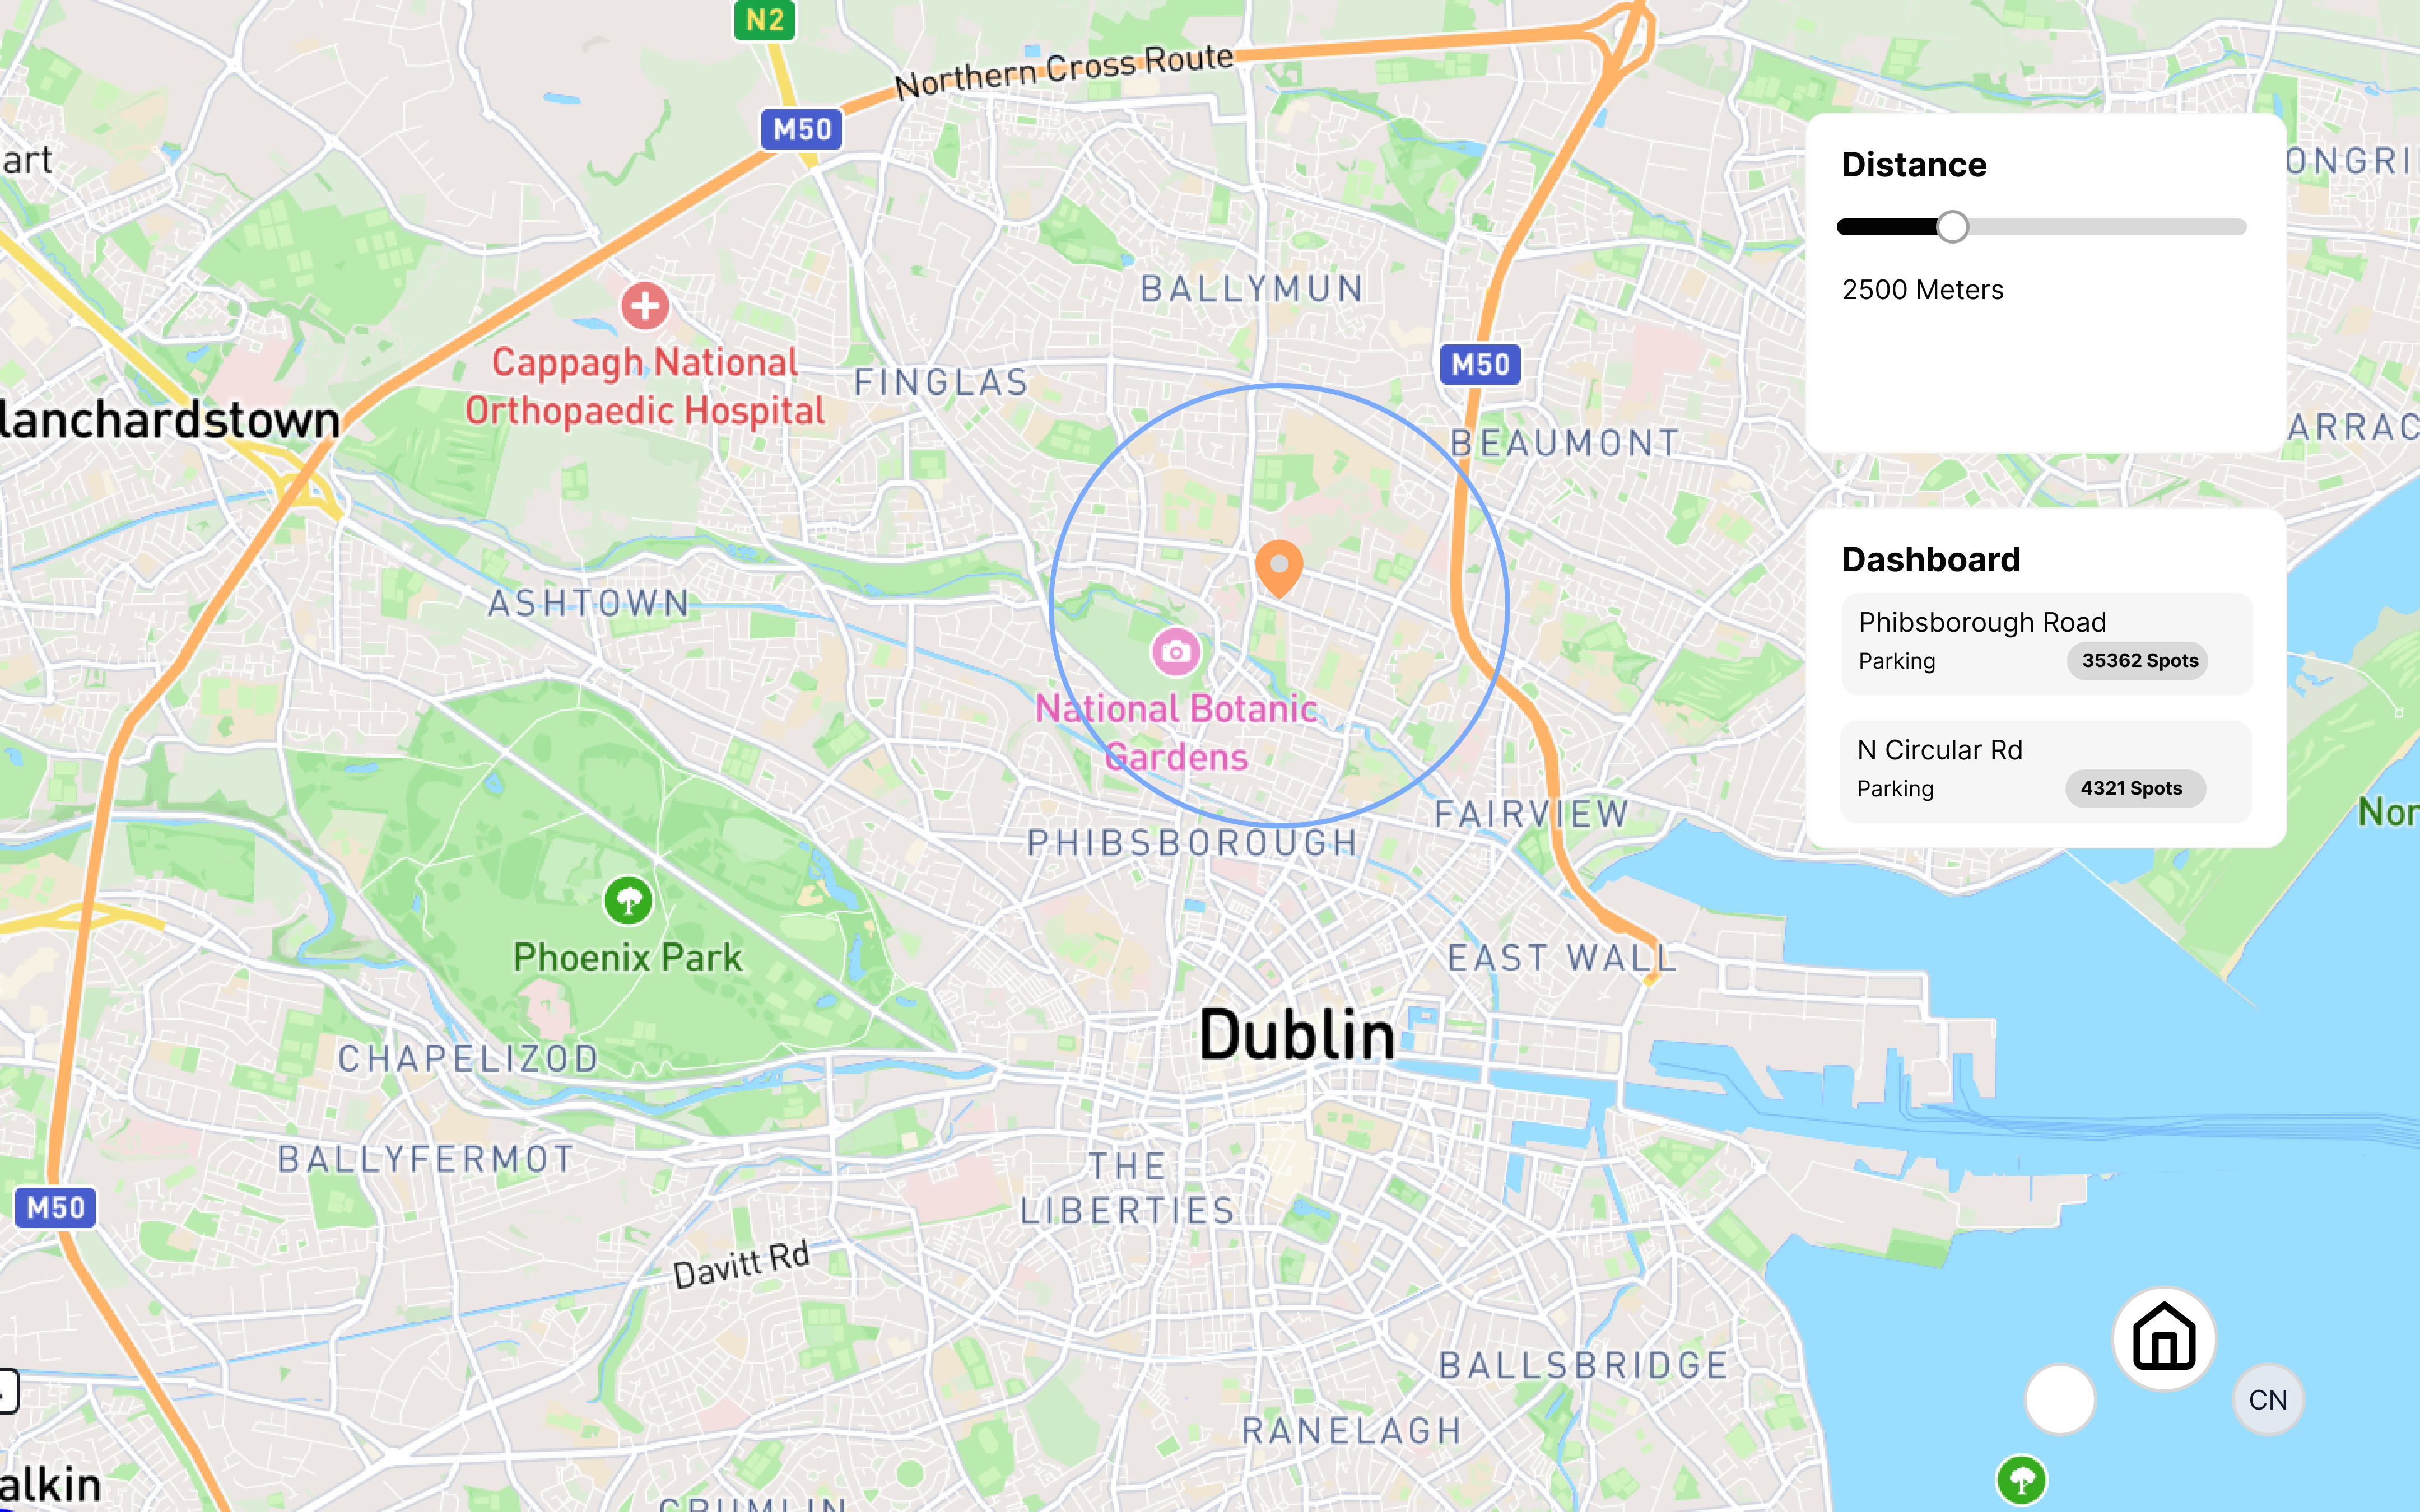 N2
Northern Cross Route
M50
art
Distance
ONGRI
2500 Meters
BALLYMUN
M50
Cappagh National
Orthopaedic Hospital
FINGLAS
lanchardstown
BEAUMONT
ARRAC
Dashboard
Phibsborough Road
Parking
35362 Spots
N Circular Rd
Parking
4321 Spots
ASHTOWN
National Botanic
Gardens
FAIRVIEW
Nor
PHIBSBOROUGH
Phoenix Park
EAST WALL
Dublin
CHAPELIZOD
BALLYFERMOT
THE
LIBERTIES
M50
Davitt Rd
BALLSBRIDGE
CN
RANELAGH
alkin
CRUMLIN